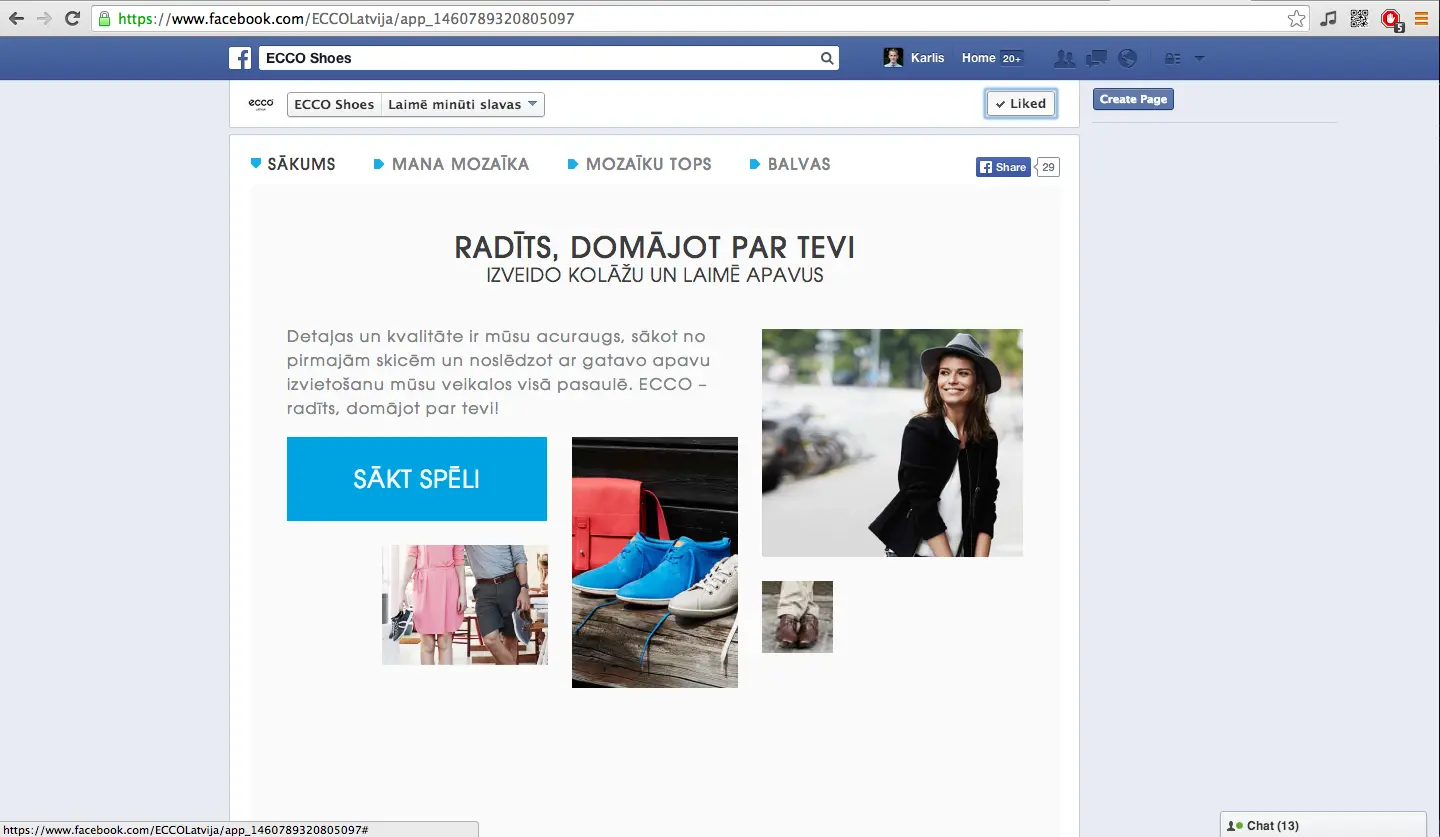 https://www.facebook.com/ECCOLatvija/app_1460789320805097
5
ECCO Shoes
Karlis
Home 20+
ecco
ECCO Shoes
Laimē minūti slavas
Liked
Create Page
SĀKUMS
MANA MOZAĪKA
MOZAĪKU TOPS
BALVAS
Share
29
RADĪTS, DOMĀJOT PAR TEVI
IZVEIDO KOLĀŽU UN LAIMĒ APAVUS
Detaļas un kvalitāte ir mūsu acuraugs, sākot no
pirmajām skicēm un noslēdzot ar gatavo apavu
izvietošanu mūsu veikalos visā pasaulē. ECCO –
radīts, domājot par tevi!
SĀKT SPĒLI
https://www.facebook.com/ECCOLatvija/app_1460789320805097#
Chat (13)